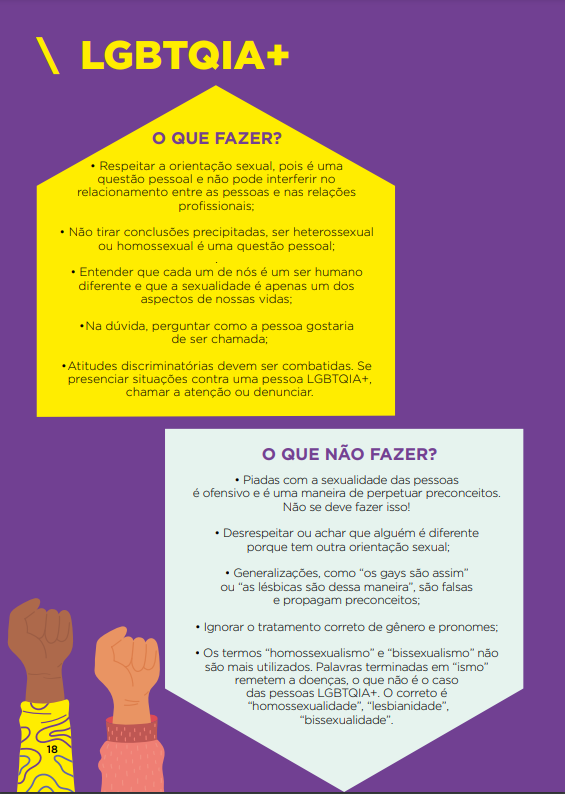 \ LGBTQIA+
O QUE FAZER?
• Respeitar a orientação sexual, pois é uma
questão pessoal e não pode interferir no
relacionamento entre as pessoas e nas relações
profissionais;
• Não tirar conclusões precipitadas, ser heterossexual
ou homossexual é uma questão pessoal;
.
• Entender que cada um de nós é um ser humano
diferente e que a sexualidade é apenas um dos
aspectos de nossas vidas;
•Na dúvida, perguntar como a pessoa gostaria
de ser chamada;
•Atitudes discriminatórias devem ser combatidas. Se
presenciar situações contra uma pessoa LGBTQIA+,
chamar a atenção ou denunciar.
O QUE NÃO FAZER?
• Piadas com a sexualidade das pessoas
é ofensivo e é uma maneira de perpetuar preconceitos.
Não se deve fazer isso!
• Desrespeitar ou achar que alguém é diferente
porque tem outra orientação sexual;
• Generalizações, como “os gays são assim”
ou “as lésbicas são dessa maneira”, são falsas
e propagam preconceitos;
• Ignorar o tratamento correto de gênero e pronomes;
• Os termos “homossexualismo” e “bissexualismo” não
são mais utilizados. Palavras terminadas em “ismo”
remetem a doenças, o que não é o caso
das pessoas LGBTQIA+. O correto é
“homossexualidade”, “lesbianidade”,
“bissexualidade”.
18